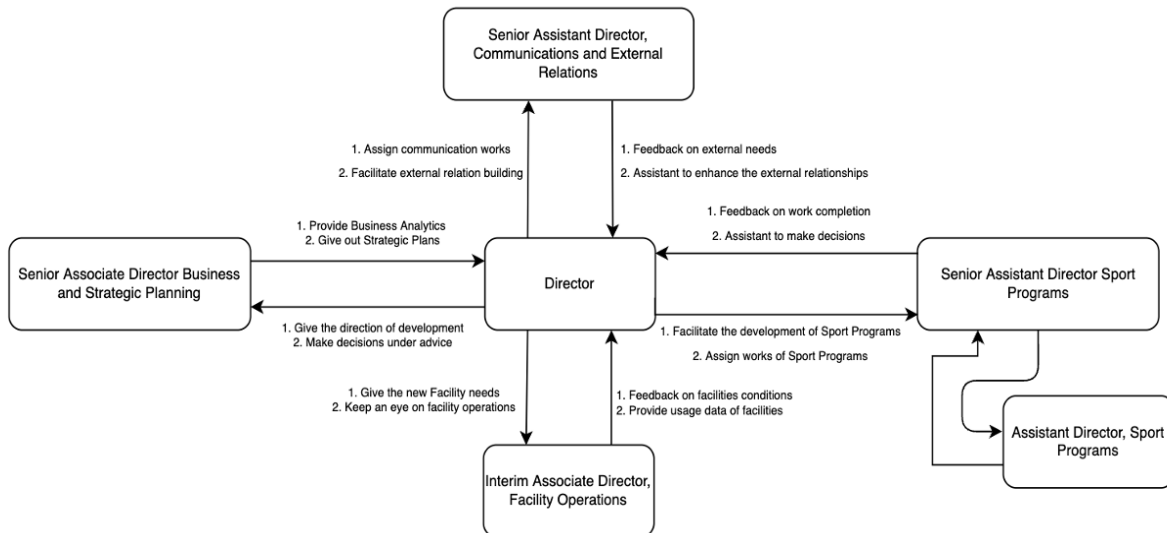 Senior Assistant Director,
Communications and External
Relations
1. Assign communication works
2. Facilitate external relation building
1. Feedback on external needs
2. Assistant to enhance the external relationships
1. Provide Business Analytics
2. Give out Strategic Plans
1. Feedback on work completion
2. Assistant to make decisions
Senior Associate Director Business
and Strategic Planning
Director
Senior Assistant Director Sport
Programs
1. Give the direction of development
2. Make decisions under advice
1. Facilitate the development of Sport Programs
2. Assign works of Sport Programs
1. Give the new Facility needs
2. Keep an eye on facility operations
1. Feedback on facilities conditions
2. Provide usage data of facilities
Assistant Director, Sport
Programs
Interim Associate Director,
Facility Operations